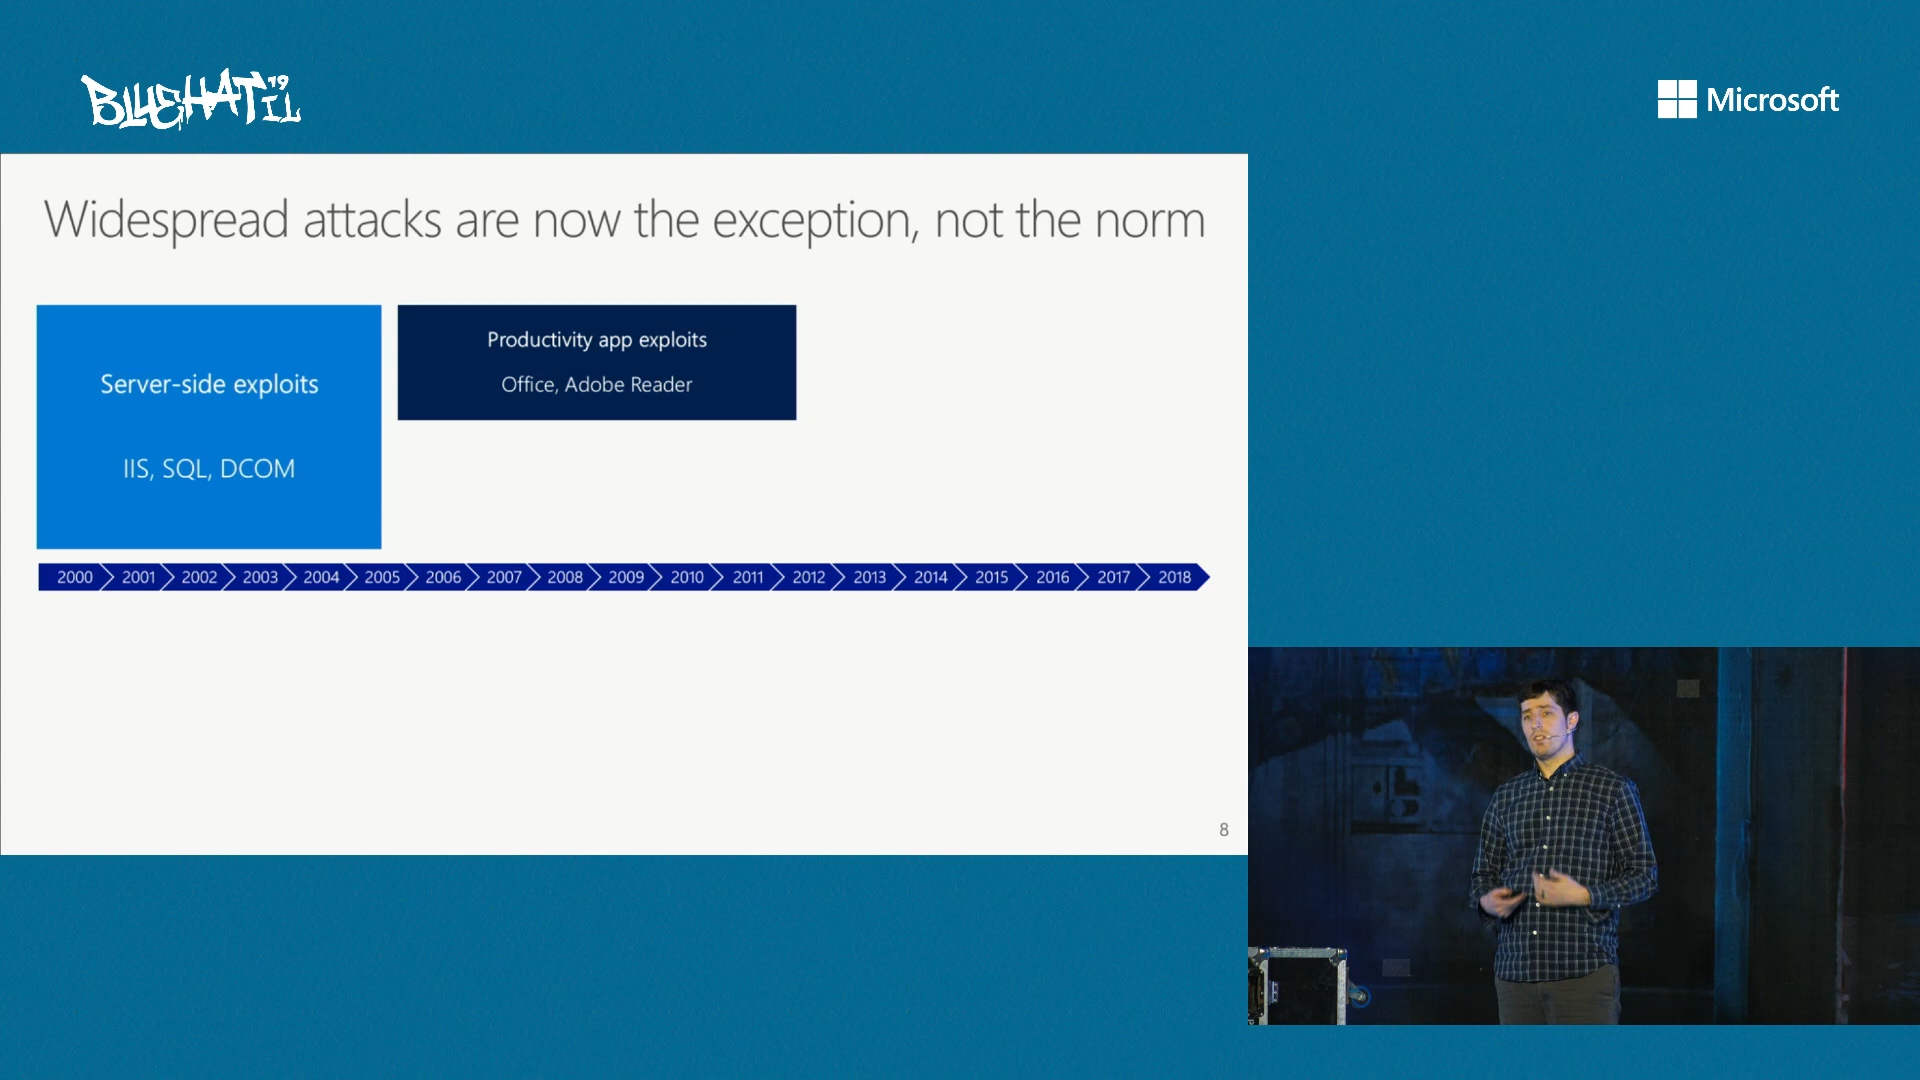 BLUEHAT IL '19
Microsoft
Widespread attacks are now the exception, not the norm
Server-side exploits
IIS, SQL, DCOM
Productivity app exploits
Office, Adobe Reader
2000 2001 2002 2003 2004 2005 2006 2007 2008 2009 2010 2011 2012 2013 2014 2015 2016 2017 2018
8